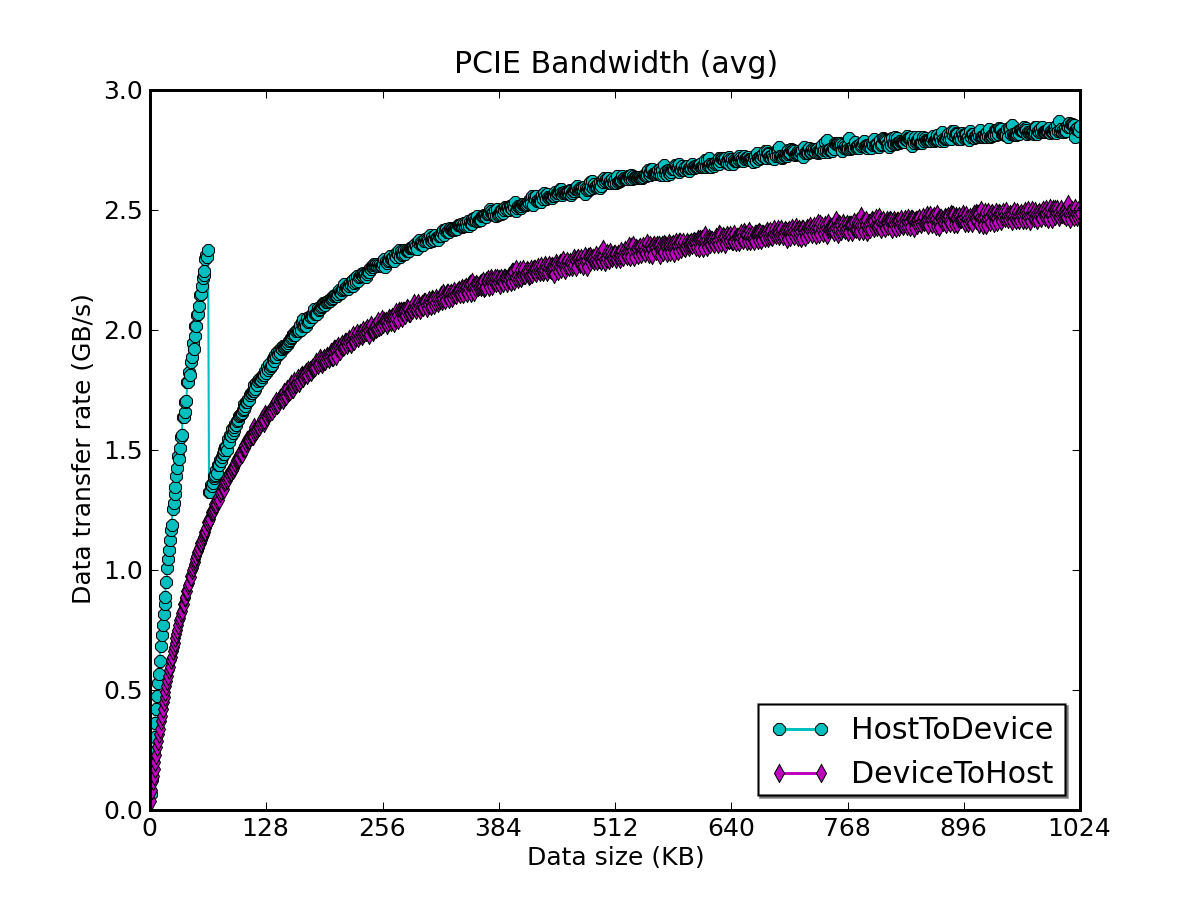 PCIE Bandwidth (avg)
3.0
2.5
2.0
1.5
1.0
0.5
0.0
Data transfer rate (GB/s)
HostToDevice
DeviceToHost
0 128 256 384 512 640 768 896 1024
Data size (KB)